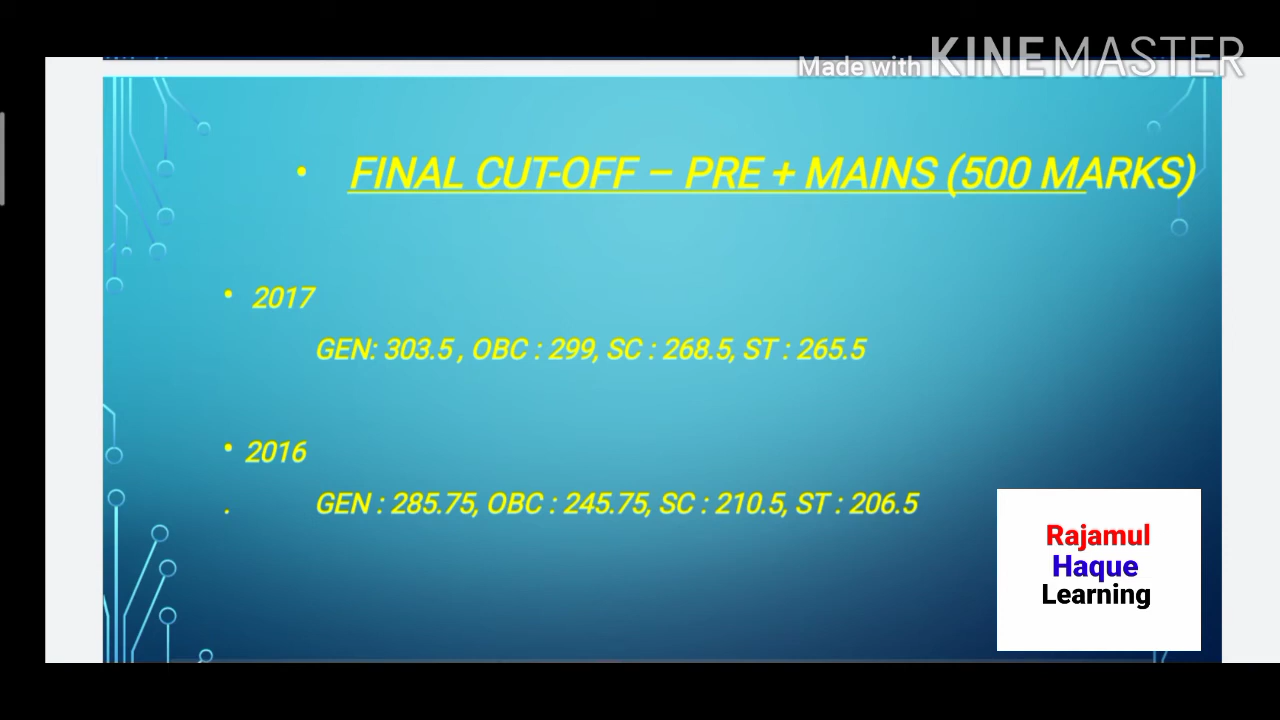 Made with KINEMASTER
• FINAL CUT-OFF – PRE + MAINS (500 MARKS)
• 2017
GEN: 303.5 , OBC : 299, SC : 268.5, ST : 265.5
• 2016
. GEN : 285.75, OBC : 245.75, SC : 210.5, ST : 206.5
Rajamul
Haque
Learning